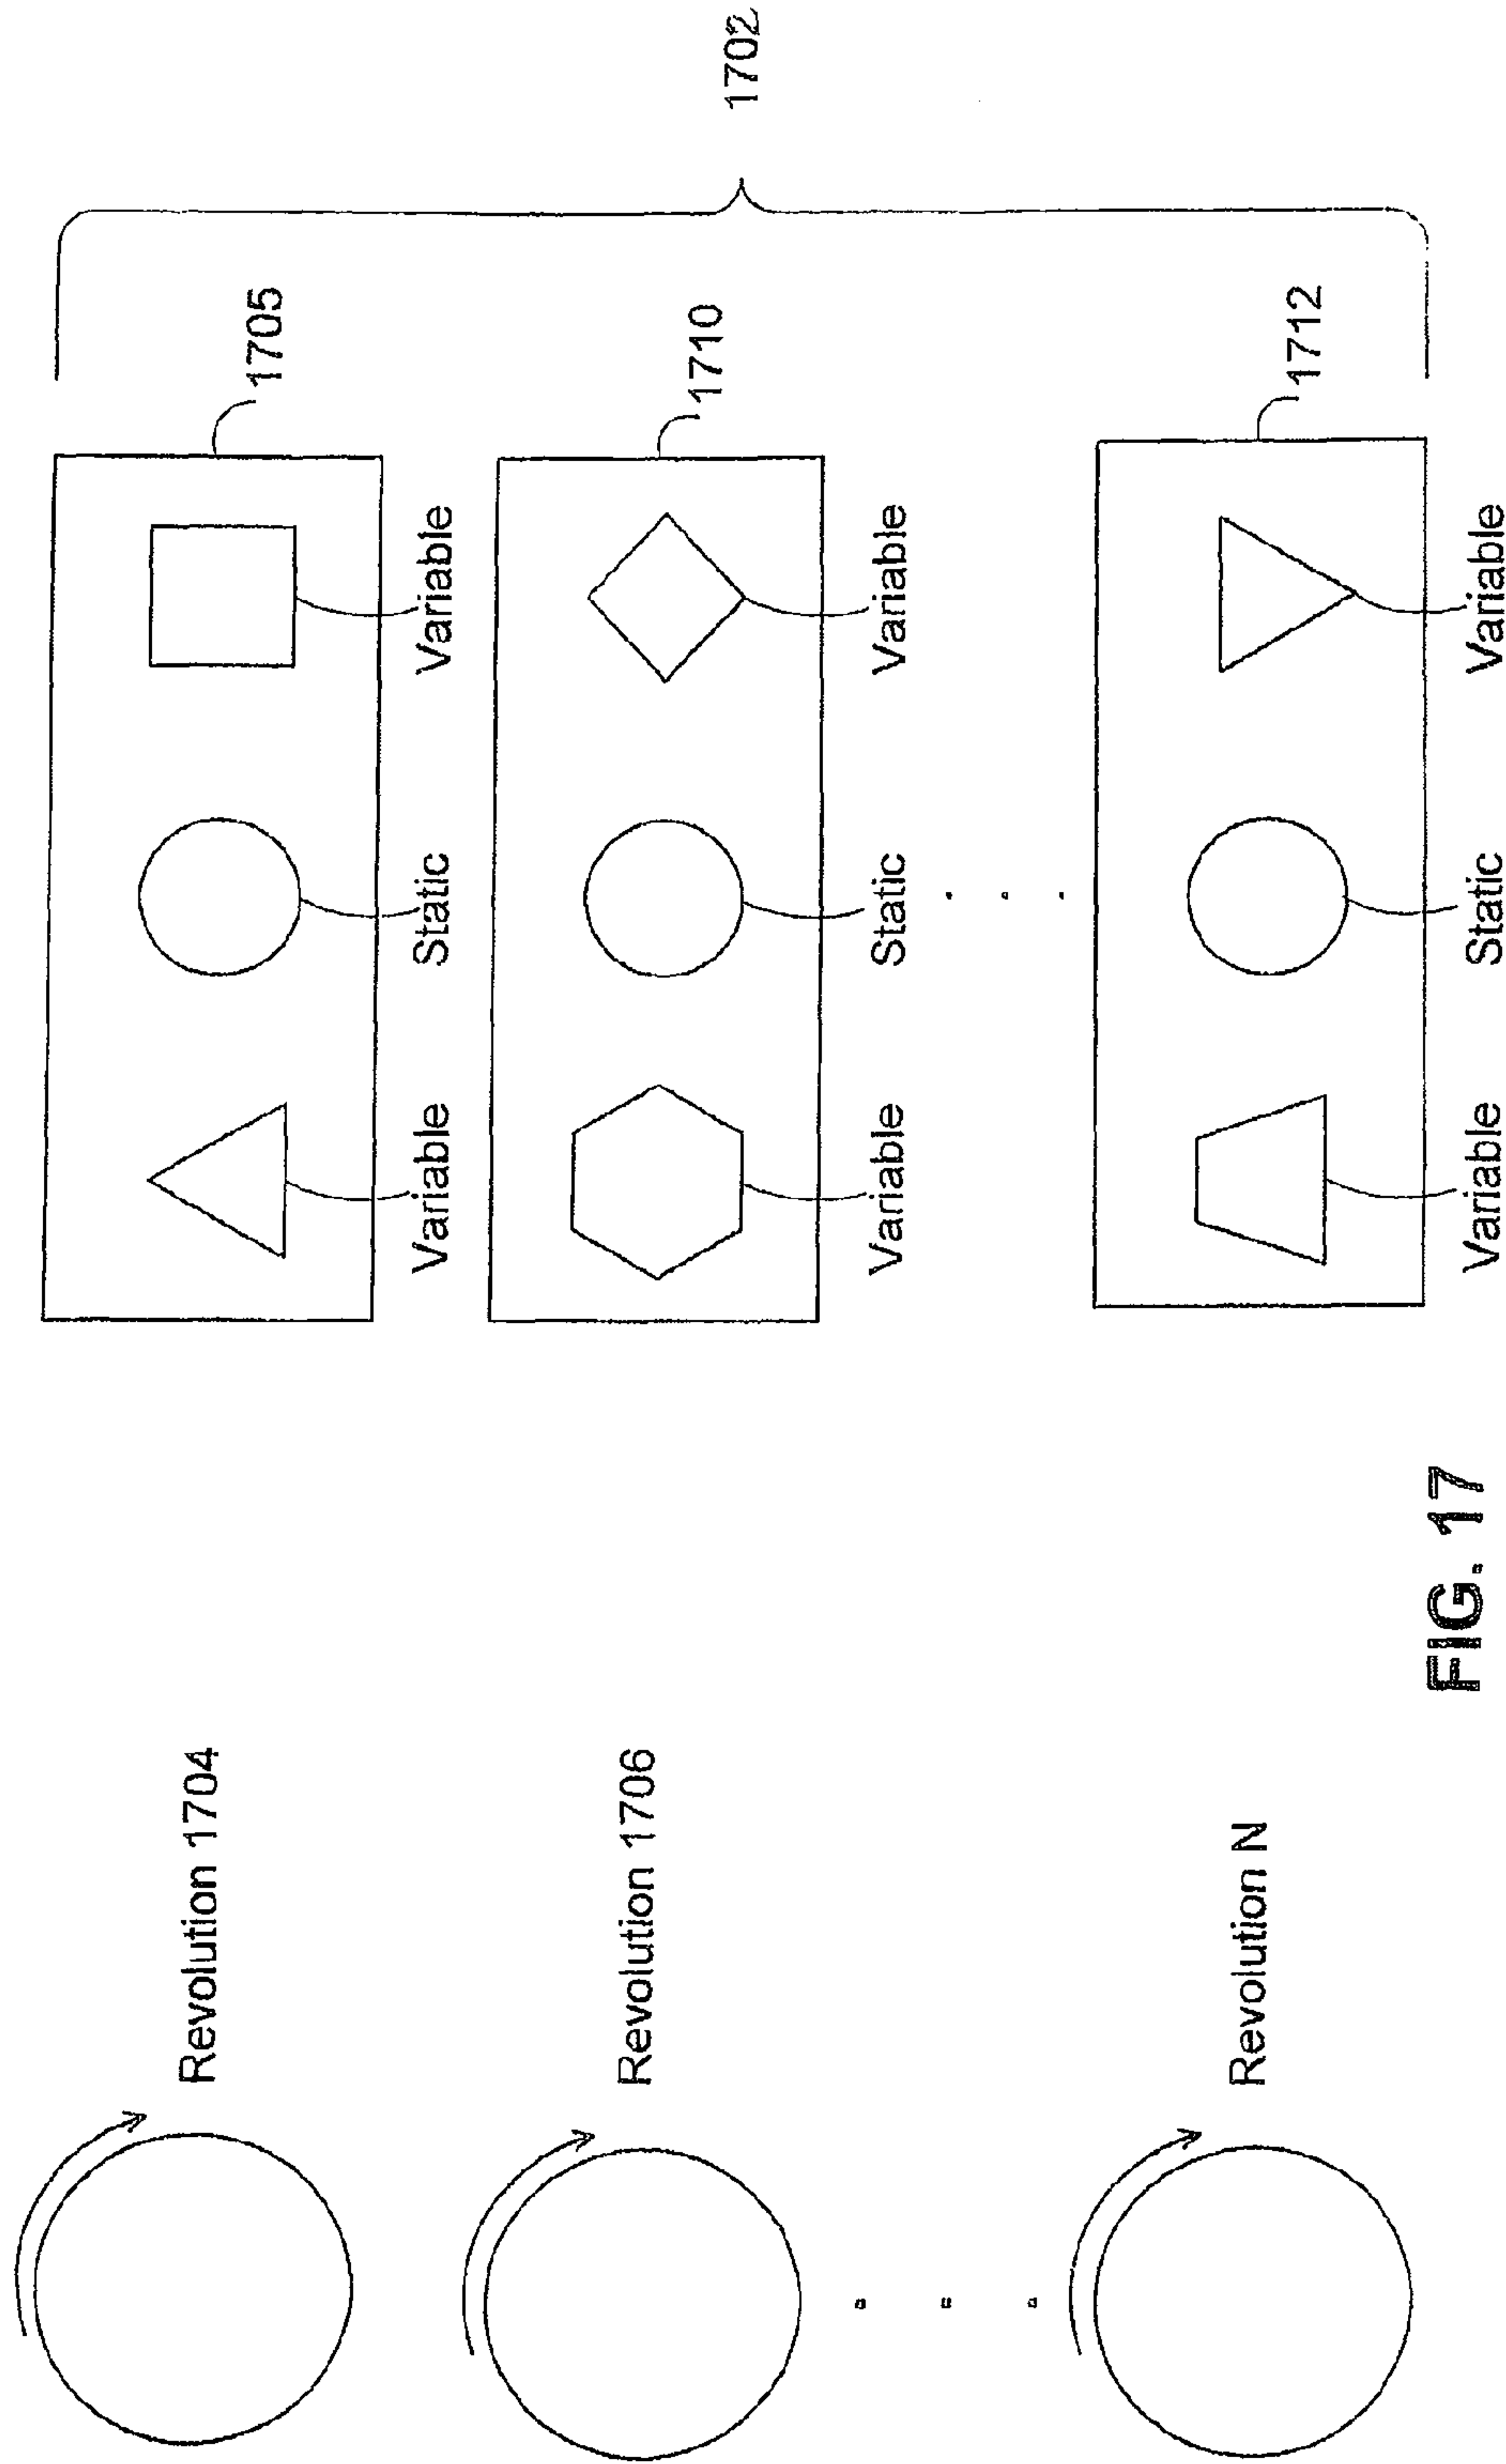 Revolution 1704
1705
Variable
Static
Variable
Revolution 1706
1710
Variable
Static
Variable
1702
Revolution N
1712
Variable
Static
Variable
FIG. 17